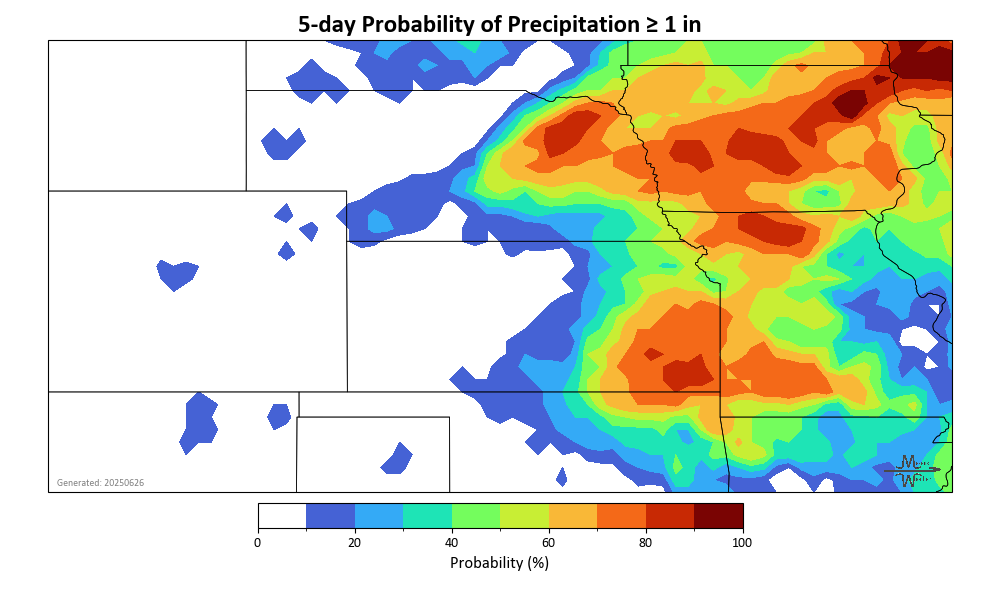 5-day Probability of Precipitation ≥ 1 in
Generated: 20250626
0 20 40 60 80 100
Probability (%)